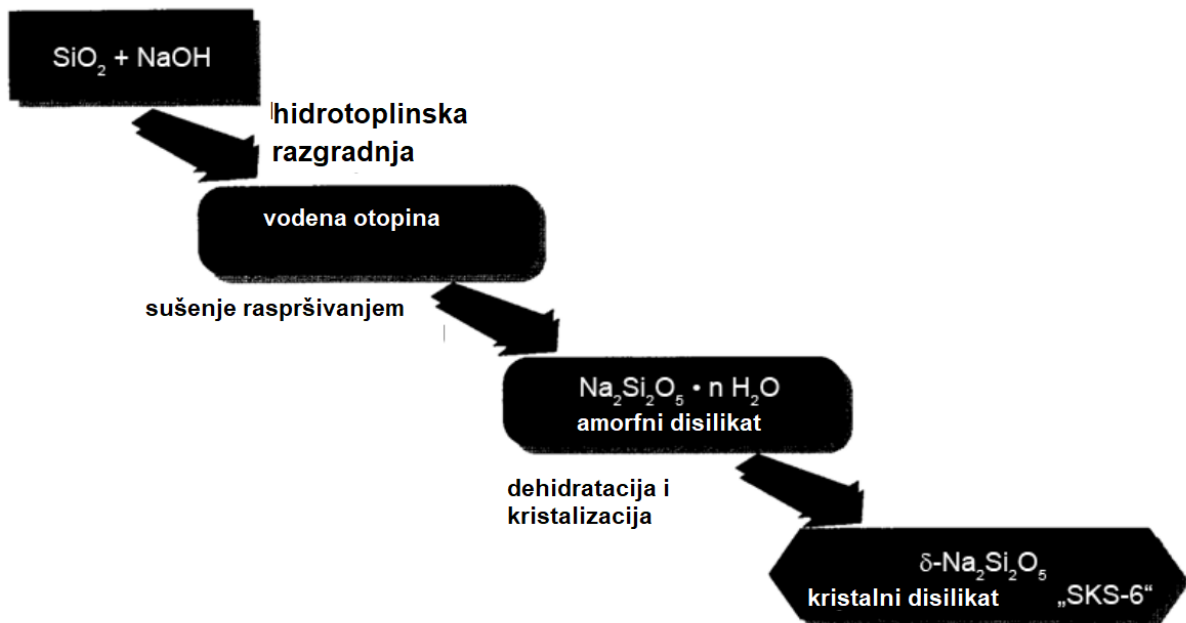 SiO₂ + NaOH
hidrotoplinska
razgradnja
vodena otopina
sušenje raspršivanjem
Na₂Si₂O₅ • n H₂O
amorfni disilikat
dehidratacija i
kristalizacija
δ-Na₂Si₂O₅
kristalni disilikat „SKS-6“